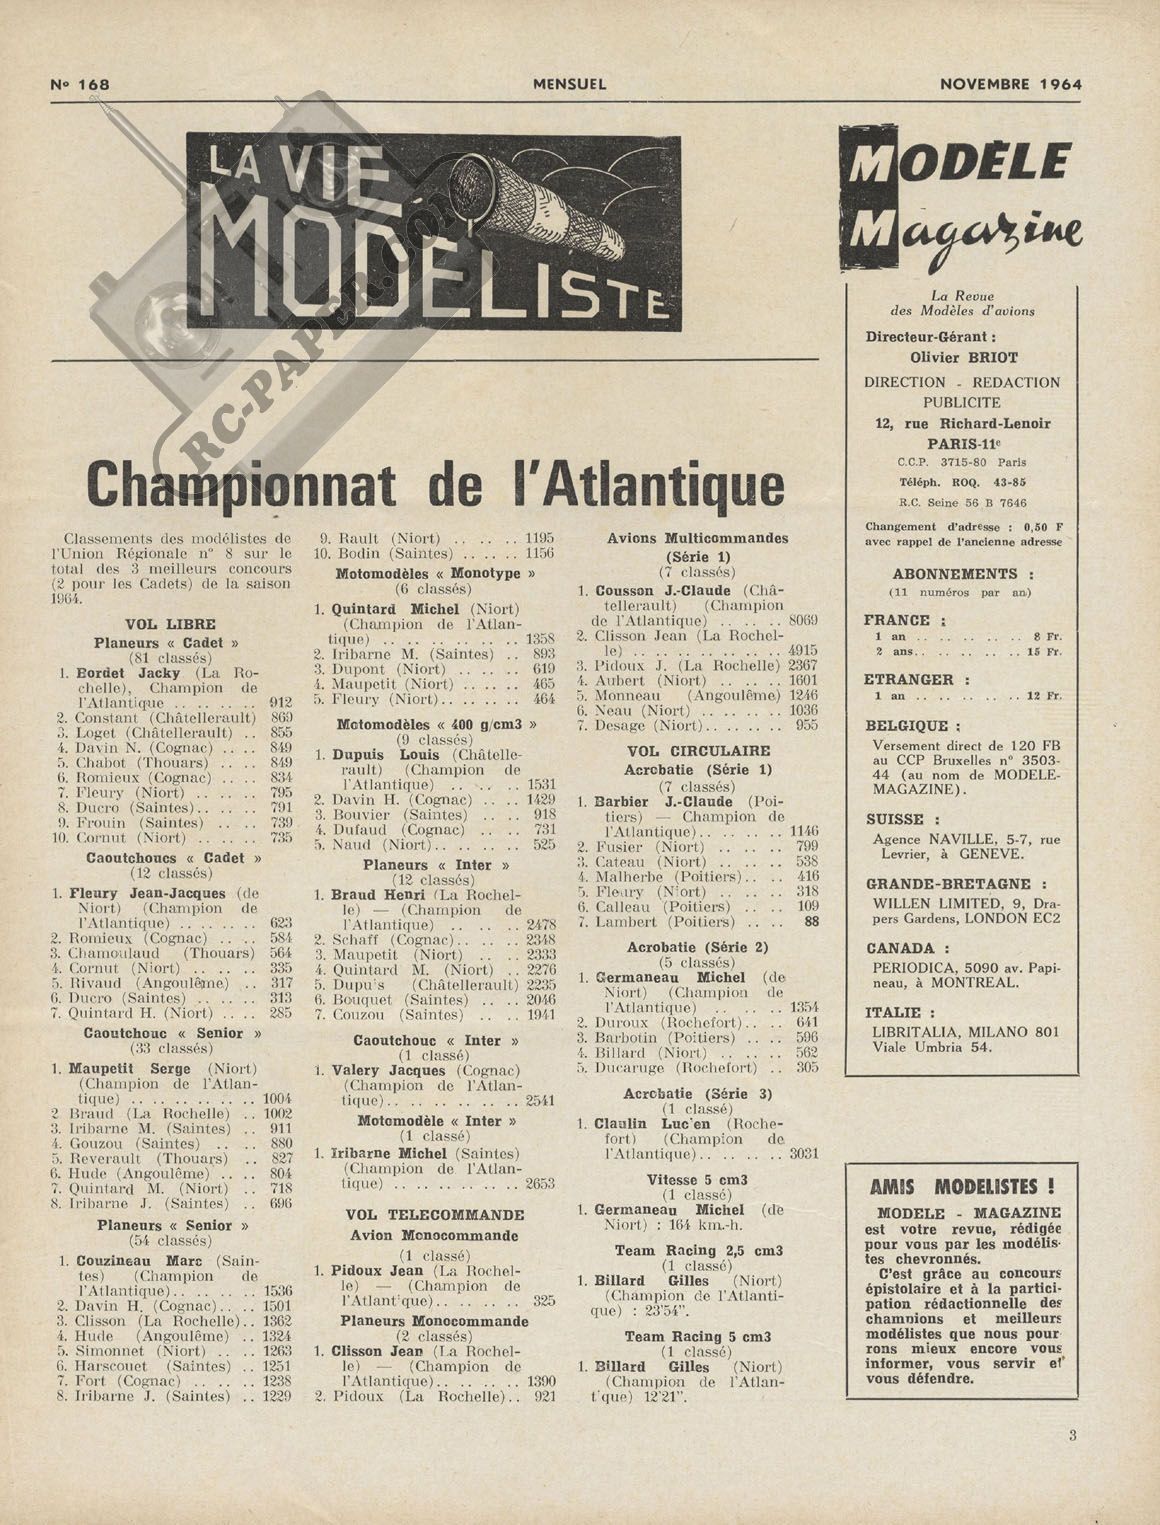 No 168
MENSUEL
NOVEMBRE 1964
LA VIE
MODELISTE
RC-PAPER.COM
Championnat de l'Atlantique
Classements des modélistes de
l'Union Régionale n° 8 sur le
total des 3 meilleurs concours
(2 pour les Cadets) de la saison
1964.
VOL LIBRE
Planeurs « Cadet »
(81 classés)
1. Bordet Jacky (La Ro-
chelle), Champion de
l'Atlantique .. .. .. .. .. 912
2. Constant (Châtellerault) 869
3. Loget (Châtellerault) .. 855
4. Davin N. (Cognac) .. .. 849
5. Chabot (Thouars) .. .. 849
6. Romieux (Cognac) .. .. 834
7. Fleury (Niort) .. .. .. 795
8. Ducro (Saintes).. .. .. 791
9. Frouin (Saintes) .. .. 739
10. Cornut (Niort) .. .. .. 735
Caoutchoucs « Cadet »
(12 classés)
1. Fleury Jean-Jacques (de
Niort) (Champion de
l'Atlantique) .. .. .. .. 623
2. Romieux (Cognac) .. .. 584
3. Chamoulaud (Thouars) 564
4. Cornut (Niort) .. .. .. 335
5. Rivaud (Angoulême) .. 317
6. Ducro (Saintes) .. .. .. 313
7. Quintard H. (Niort) .. .. 285
Caoutchouc « Senior »
(33 classés)
1. Maupetit Serge (Niort)
(Champion de l'Atlan-
tique) .. .. .. .. .. .. 1004
2 Braud (La Rochelle) .. 1002
3. Iribarne M. (Saintes) .. 911
4. Gouzou (Saintes) .. .. 880
5. Reverault (Thouars) .. 827
6. Hude (Angoulême) .. .. 804
7. Quintard M. (Niort) .. 718
8. Iribarne J. (Saintes) .. 696
Planeurs « Senior »
(54 classés)
1. Couzineau Marc (Sain-
tes) (Champion de
l'Atlantique).. .. .. .. 1536
2. Davin H. (Cognac).. .. 1501
3. Clisson (La Rochelle).. 1362
4. Hude (Angoulême) .. 1324
5. Simonnet (Niort) .. .. 1263
6. Harscouet (Saintes) .. 1251
7. Fort (Cognac) .. .. .. 1238
8. Iribarne J. (Saintes) .. 1229
9. Rault (Niort) .. .. .. 1195
10. Bodin (Saintes) .. .. .. 1156
Motomodèles « Monotype »
(6 classés)
1. Quintard Michel (Niort)
(Champion de l'Atlan-
tique) .. .. .. .. .. .. 1358
2. Iribarne M. (Saintes) .. 893
3. Dupont (Niort) .. .. .. 619
4. Maupetit (Niort) .. .. .. 465
5. Fleury (Niort).. .. .. .. 464
Motomodèles « 400 g/cm3 »
(9 classés)
1. Dupuis Louis (Châtelle-
rault) (Champion de
l'Atlantique) .. .. .. .. 1531
2. Davin H. (Cognac) .. .. 1429
3. Bouvier (Saintes) .. .. 918
4. Dufaud (Cognac) .. .. 731
5. Naud (Niort).. .. .. .. 525
Planeurs « Inter »
(12 classés)
1. Braud Henri (La Rochel-
le) — (Champion de
l'Atlantique) .. .. .. .. 2478
2. Schaff (Cognac).. .. .. 2348
3. Maupetit (Niort) .. .. 2333
4. Quintard M. (Niort) .. 2276
5. Dupu's (Châtellerault) 2235
6. Bouquet (Saintes) .. .. 2046
7. Couzou (Saintes) .. .. 1941
Caoutchouc « Inter »
(1 classé)
1. Valery Jacques (Cognac)
(Champion de l'Atlan-
tique).. .. .. .. .. .. 2541
Motomodèle « Inter »
(1 classé)
1. Iribarne Michel (Saintes)
(Champion de l'Atlan-
tique) .. .. .. .. .. .. 2653
VOL TELECOMMANDE
Avion Monocommande
(1 classé)
1. Pidoux Jean (La Rochel-
le) — (Champion de
l'Atlant'que).. .. .. .. 325
Planeurs Monocommande
(2 classés)
1. Clisson Jean (La Rochel-
le) — (Champion de
l'Atlantique).. .. .. .. 1390
2. Pidoux (La Rochelle).. 921
Avions Multicommandes
(Série 1)
(7 classés)
1. Cousson J.-Claude (Châ-
tellerault) (Champion
de l'Atlantique) .. .. .. 8069
2. Clisson Jean (La Rochel-
le) .. .. .. .. .. .. .. 4915
3. Pidoux J. (La Rochelle) 2367
4. Aubert (Niort) .. .. .. 1601
5. Monneau (Angoulême) 1246
6. Neau (Niort) .. .. .. .. 1036
7. Desage (Niort).. .. .. .. 955
VOL CIRCULAIRE
Acrobatie (Série 1)
(7 classés)
1. Barbier J.-Claude (Poi-
tiers) — Champion de
l'Atlantique).. .. .. .. 1146
2. Fusier (Niort) .. .. .. 799
3. Cateau (Niort) .. .. .. 538
4. Malherbe (Poitiers).. .. 416
5. Fleury (Niort) .. .. .. 318
6. Calleau (Poitiers) .. .. 109
7. Lambert (Poitiers) .. .. 88
Acrobatie (Série 2)
(5 classés)
1. Germaneau Michel (de
Niort) (Champion de
l'Atlantique) .. .. .. .. 1354
2. Duroux (Rochefort).. .. 641
3. Barbotin (Poitiers) .. .. 596
4. Billard (Niort) .. .. .. 562
5. Ducaruge (Rochefort) .. 305
Acrobatie (Série 3)
(1 classé)
1. Claulin Luc'en (Roche-
fort) (Champion de
l'Atlantique).. .. .. .. 3031
Vitesse 5 cm3
(1 classé)
1. Germaneau Michel (de
Niort) : 164 km.-h.
Team Racing 2,5 cm3
(1 classé)
1. Billard Gilles (Niort)
(Champion de l'Atlanti-
que) : 23'54".
Team Racing 5 cm3
(1 classé)
1. Billard Gilles (Niort)
(Champion de l'Atlan-
t'que) 12'21".
MODÈLE
Magazine
La Revue
des Modèles d'avions
Directeur-Gérant :
Olivier BRIOT
DIRECTION - REDACTION
PUBLICITE
12, rue Richard-Lenoir
PARIS-11e
C.C.P. 3715-80 Paris
Téléph. ROQ. 43-85
R.C. Seine 56 B 7646
Changement d'adresse : 0,50 F
avec rappel de l'ancienne adresse
ABONNEMENTS :
(11 numéros par an)
FRANCE :
1 an .. .. .. .. .. .. 8 Fr.
2 ans.. .. .. .. .. .. 15 Fr.
ETRANGER :
1 an .. .. .. .. .. .. 12 Fr.
BELGIQUE :
Versement direct de 120 FB
au CCP Bruxelles n° 3503-
44 (au nom de MODELE-
MAGAZINE).
SUISSE :
Agence NAVILLE, 5-7, rue
Levrier, à GENEVE.
GRANDE-BRETAGNE :
WILLEN LIMITED, 9, Dra-
pers Gardens, LONDON EC2
CANADA :
PERIODICA, 5090 av. Papi-
neau, à MONTREAL.
ITALIE :
LIBRITALIA, MILANO 801
Viale Umbria 54.
AMIS MODELISTES !
MODELE - MAGAZINE
est votre revue, rédigée
pour vous par les modélis-
tes chevronnés.
C'est grâce au concours
épistolaire et à la partici-
pation rédactionnelle des
champions et meilleurs
modélistes que nous pour
rons mieux encore vous
informer, vous servir et
vous défendre.
3